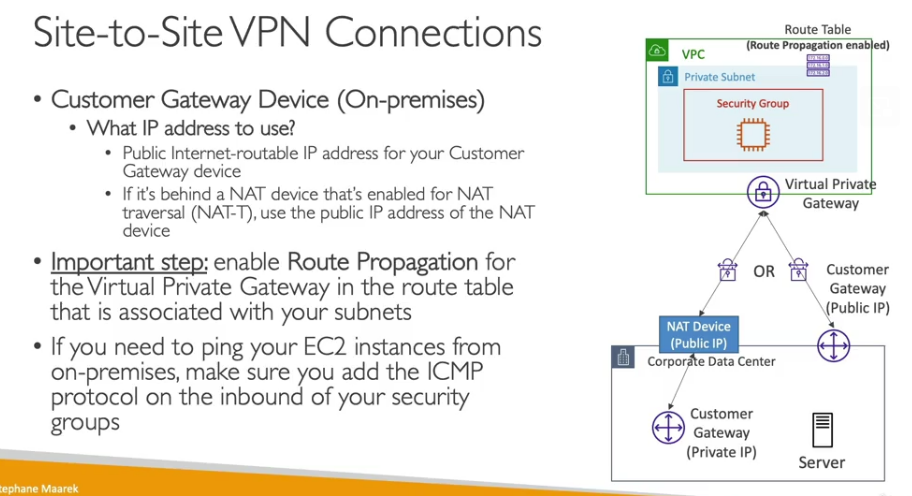 Site-to-Site VPN Connections
• Customer Gateway Device (On-premises)
• What IP address to use?
• Public Internet-routable IP address for your Customer
Gateway device
• If it's behind a NAT device that's enabled for NAT
traversal (NAT-T), use the public IP address of the NAT
device
• Important step: enable Route Propagation for
the Virtual Private Gateway in the route table
that is associated with your subnets
• If you need to ping your EC2 instances from
on-premises, make sure you add the ICMP
protocol on the inbound of your security
groups
Route Table
(Route Propagation enabled)
VPC
Private Subnet
Security Group
Virtual Private
Gateway
OR
Customer
Gateway
(Public IP)
NAT Device
(Public IP)
Corporate Data Center
Customer
Gateway
(Private IP)
Server
tephane Maarek